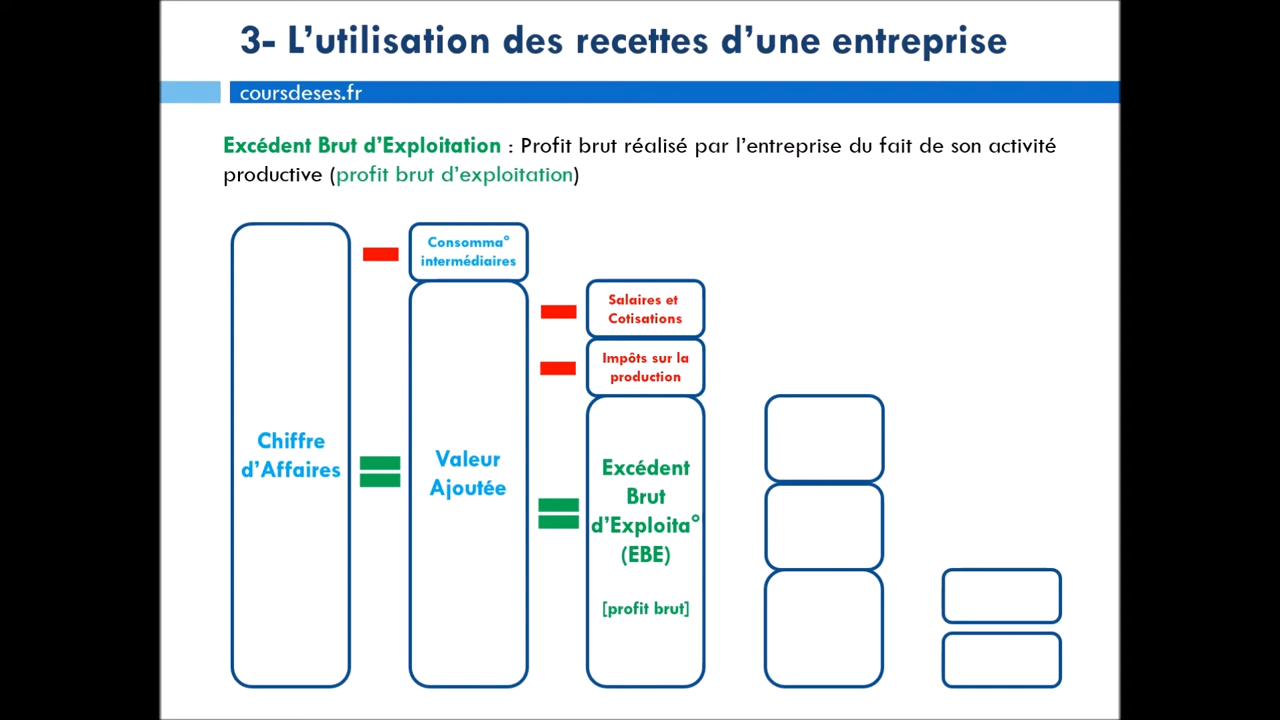 3- L’utilisation des recettes d’une entreprise
coursdeses.fr
Excédent Brut d’Exploitation : Profit brut réalisé par l’entreprise du fait de son activité
productive (profit brut d’exploitation)
Consomma°
intermédiaires
Salaires et
Cotisations
Impôts sur la
production
Chiffre
d’Affaires
Valeur
Ajoutée
Excédent
Brut
d’Exploita°
(EBE)
[profit brut]